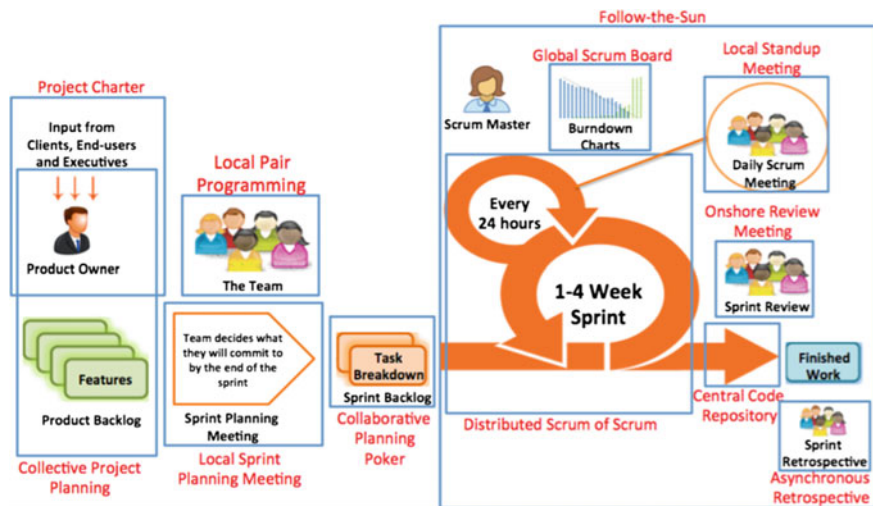 Follow-the-Sun
Project Charter
Input from
Clients, End-users
and Executives
Product Owner
Local Pair
Programming
The Team
Global Scrum Board
Scrum Master
Burndown
Charts
Local Standup
Meeting
Daily Scrum
Meeting
Every
24 hours
1-4 Week
Sprint
Onshore Review
Meeting
Sprint Review
Features
Product Backlog
Collective Project
Planning
Team decides what
they will commit to
by the end of the
sprint
Sprint Planning
Meeting
Local Sprint
Planning Meeting
Task
Breakdown
Sprint Backlog
Collaborative
Planning
Poker
Distributed Scrum of Scrum
Central Code
Repository
Finished
Work
Sprint
Retrospective
Asynchronous
Retrospective